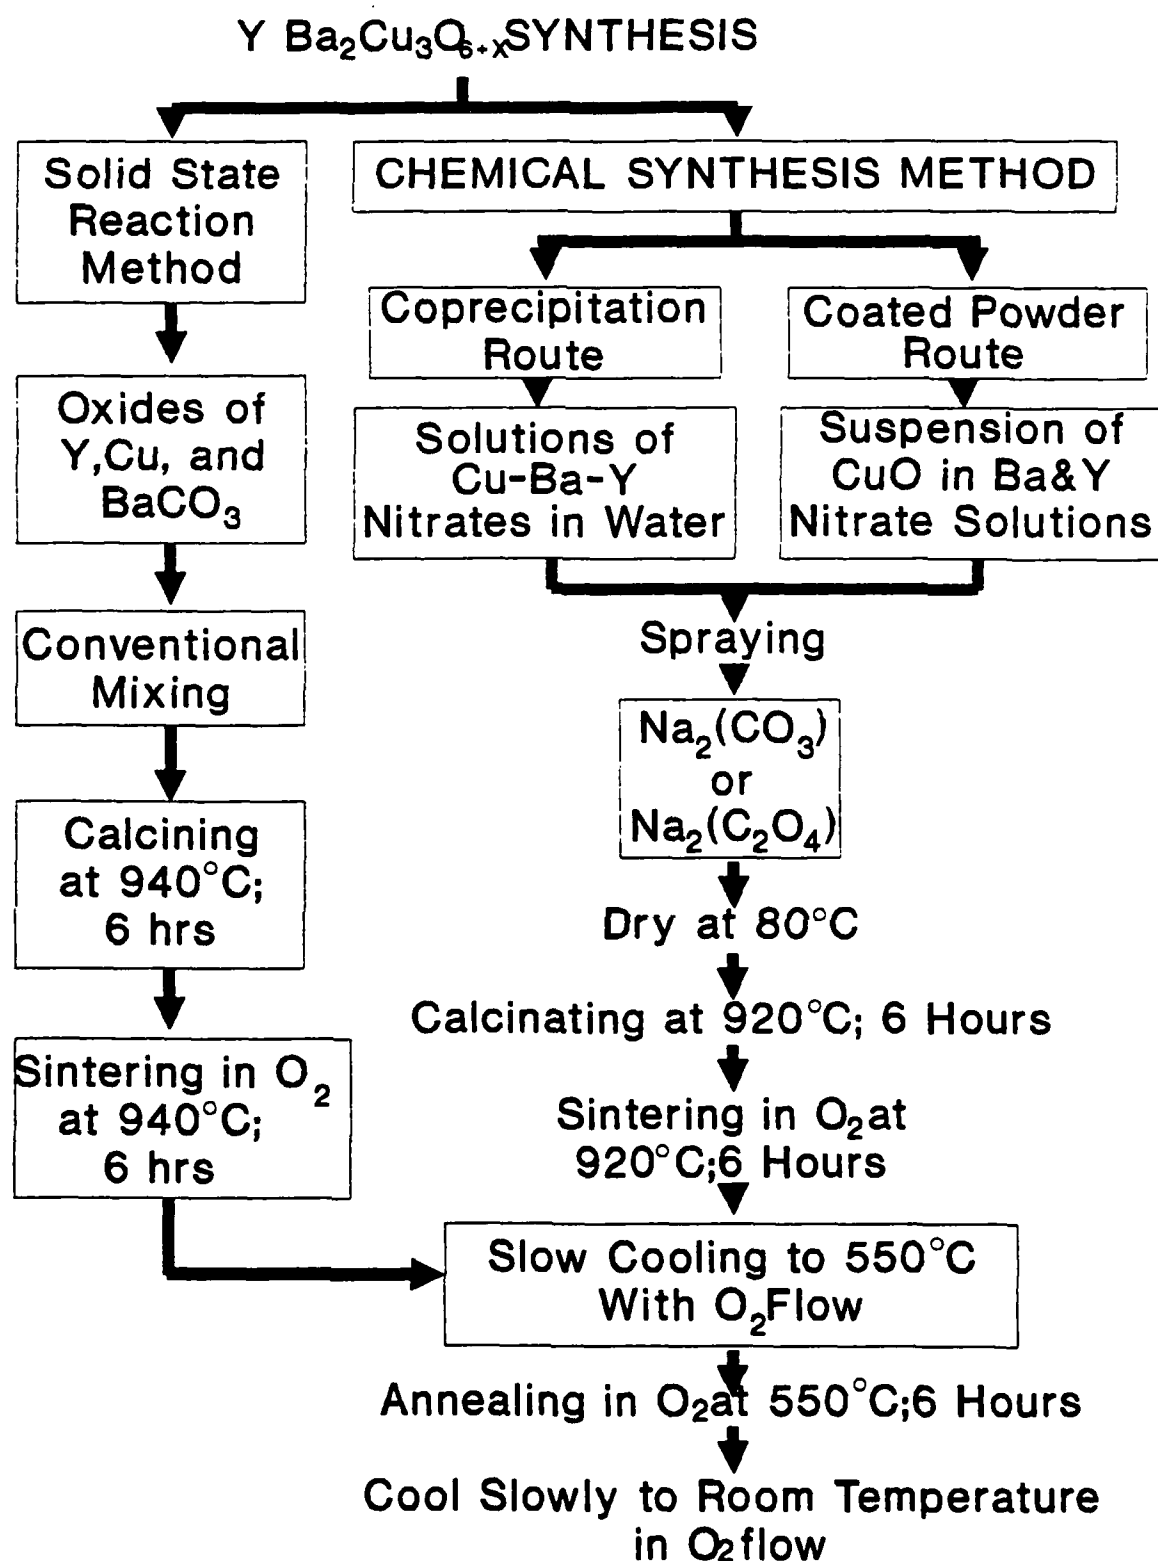 Y Ba₂Cu₃O₆₊ₓSYNTHESIS
Solid State
Reaction
Method
Oxides of
Y,Cu, and
BaCO₃
Conventional
Mixing
Calcining
at 940°C;
6 hrs
Sintering in O₂
at 940°C;
6 hrs
CHEMICAL SYNTHESIS METHOD
Coprecipitation
Route
Solutions of
Cu-Ba-Y
Nitrates in Water
Coated Powder
Route
Suspension of
CuO in Ba&Y
Nitrate Solutions
Spraying
Na₂(CO₃)
or
Na₂(C₂O₄)
Dry at 80°C
Calcinating at 920°C; 6 Hours
Sintering in O₂at
920°C;6 Hours
Slow Cooling to 550°C
With O₂Flow
Annealing in O₂at 550°C;6 Hours
Cool Slowly to Room Temperature
in O₂flow